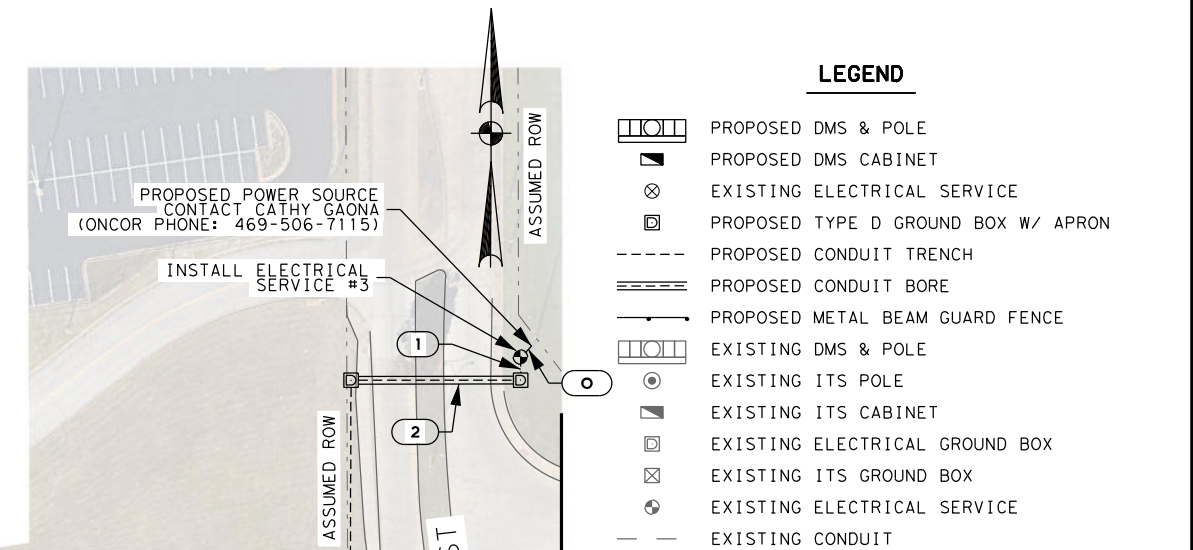 PROPOSED POWER SOURCE
CONTACT CATHY GAONA
(ONCOR PHONE: 469-506-7115)
INSTALL ELECTRICAL
SERVICE #3
ASSUMED ROW
1
2
O
D
D
ASSUMED ROW
ST
LEGEND
PROPOSED DMS & POLE
PROPOSED DMS CABINET
EXISTING ELECTRICAL SERVICE
D PROPOSED TYPE D GROUND BOX W/ APRON
PROPOSED CONDUIT TRENCH
PROPOSED CONDUIT BORE
PROPOSED METAL BEAM GUARD FENCE
EXISTING DMS & POLE
EXISTING ITS POLE
EXISTING ITS CABINET
D EXISTING ELECTRICAL GROUND BOX
EXISTING ITS GROUND BOX
EXISTING ELECTRICAL SERVICE
EXISTING CONDUIT